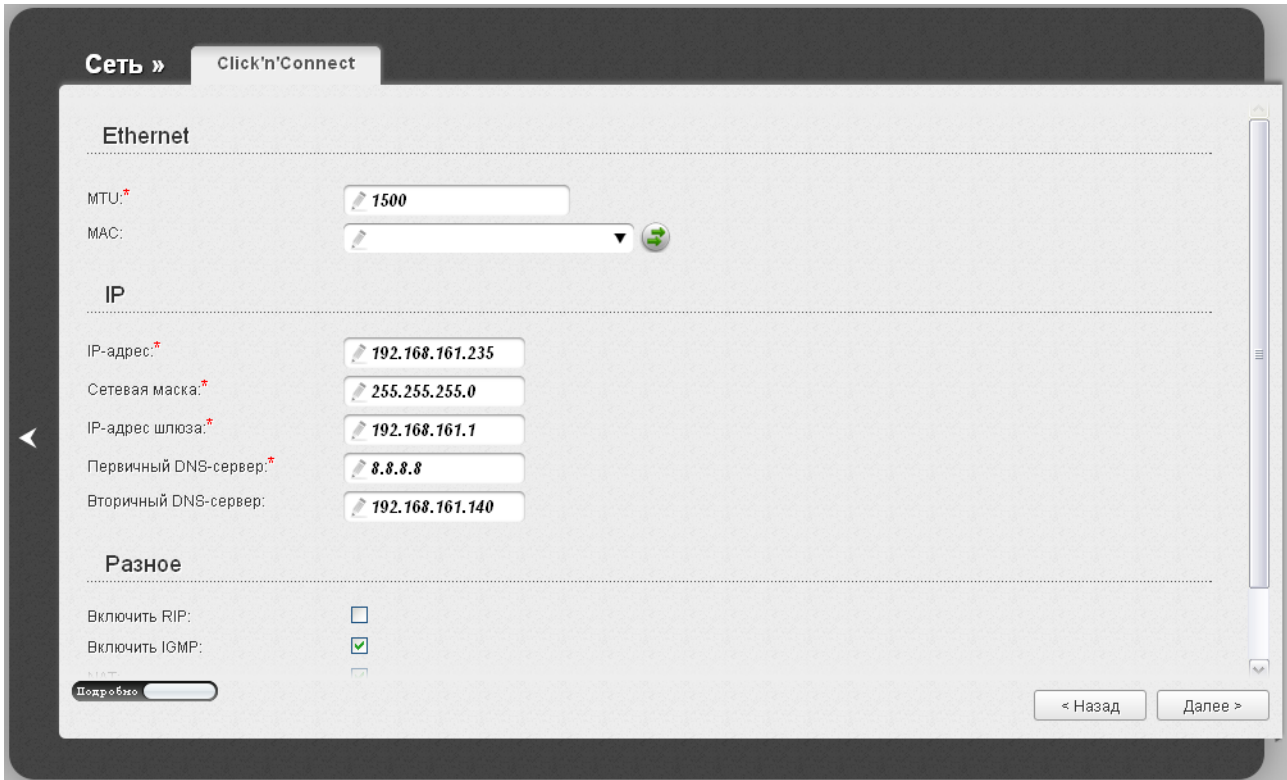 Сеть » Click'n'Connect
Ethernet
MTU:* 1500
MAC:
IP
IP-адрес:* 192.168.161.235
Сетевая маска:* 255.255.255.0
IP-адрес шлюза:* 192.168.161.1
Первичный DNS-сервер:* 8.8.8.8
Вторичный DNS-сервер: 192.168.161.140
Разное
Включить RIP:
Включить IGMP:
NAT
Подробно
< Назад Далее >